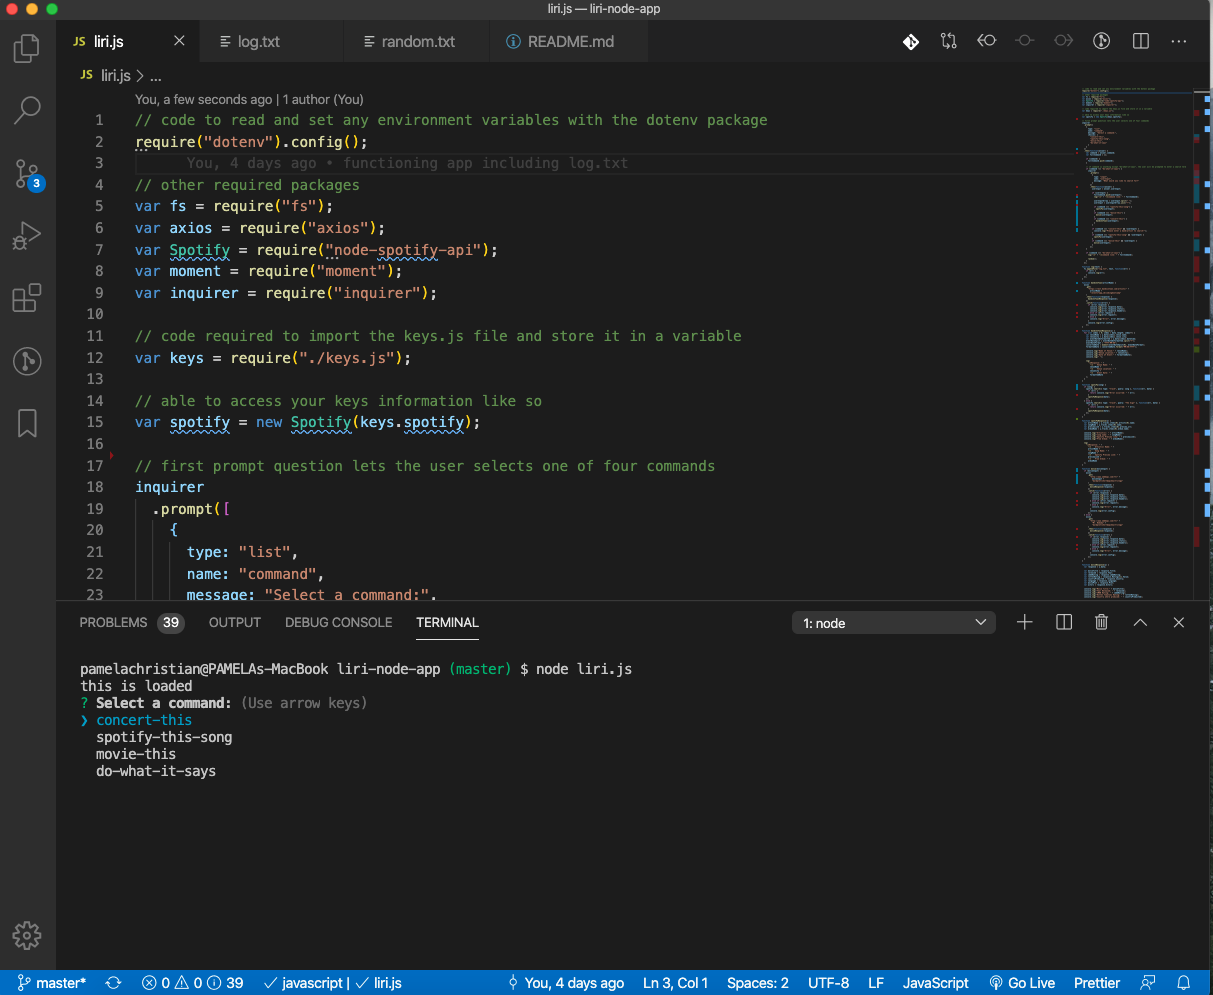 liri.js — liri-node-app
JS liri.js
log.txt
random.txt
README.md
JS liri.js > ...
You, a few seconds ago | 1 author (You)
1 // code to read and set any environment variables with the dotenv package
2 require("dotenv").config();
3 You, 4 days ago • functioning app including log.txt
4 // other required packages
5 var fs = require("fs");
6 var axios = require("axios");
7 var Spotify = require("node-spotify-api");
8 var moment = require("moment");
9 var inquirer = require("inquirer");
10
11 // code required to import the keys.js file and store it in a variable
12 var keys = require("./keys.js");
13
14 // able to access your keys information like so
15 var spotify = new Spotify(keys.spotify);
16
17 // first prompt question lets the user selects one of four commands
18 inquirer
19 .prompt([
20 {
21 type: "list",
22 name: "command",
23 message: "Select a command:",
3
PROBLEMS 39 OUTPUT DEBUG CONSOLE TERMINAL 1: node
pamelachristian@PAMELAs-MacBook liri-node-app (master) $ node liri.js
this is loaded
? Select a command: (Use arrow keys)
❯ concert-this
spotify-this-song
movie-this
do-what-it-says
master* 0 0 39 javascript | liri.js You, 4 days ago Ln 3, Col 1 Spaces: 2 UTF-8 LF JavaScript Go Live Prettier